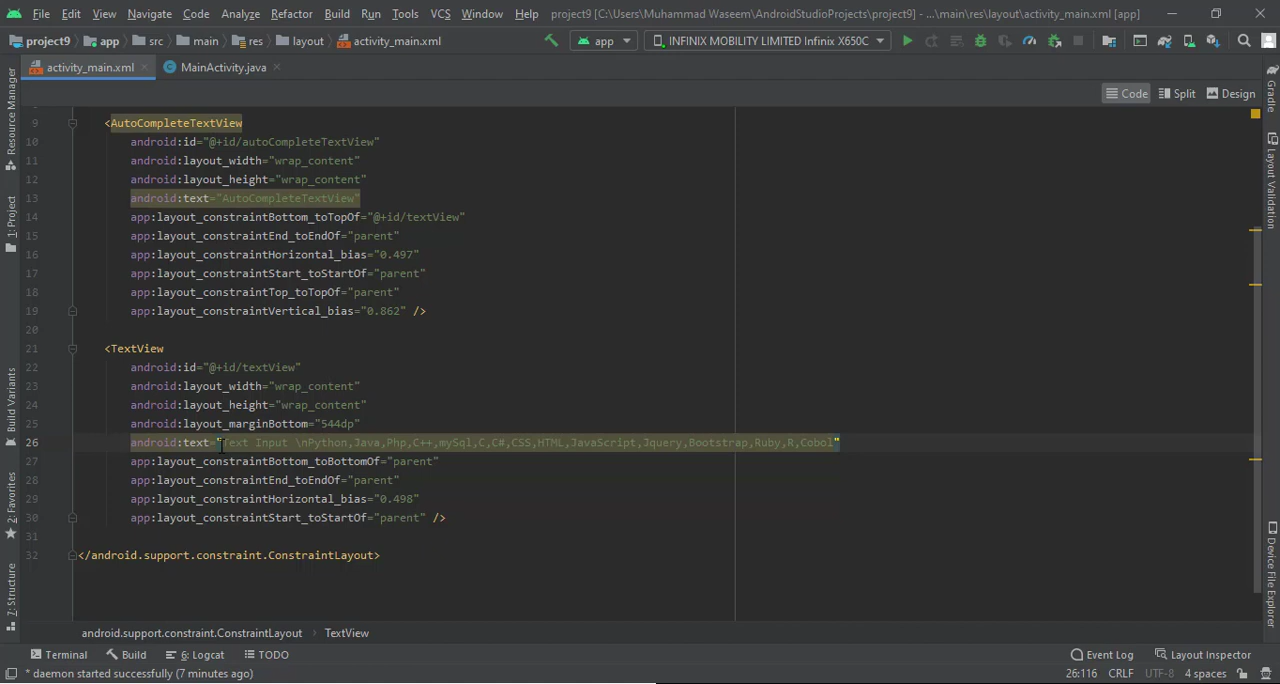 File Edit View Navigate Code Analyze Refactor Build Run Tools VCS Window Help project9 [C:\Users\Muhammad Waseem\AndroidStudioProjects\project9] - ...\main\res\layout\activity_main.xml [app]
project9 app src main res layout activity_main.xml app INFINIX MOBILITY LIMITED Infinix X650C
activity_main.xml MainActivity.java
Code Split Design
9 <AutoCompleteTextView
10 android:id="@+id/autoCompleteTextView"
11 android:layout_width="wrap_content"
12 android:layout_height="wrap_content"
13 android:text="AutoCompleteTextView"
14 app:layout_constraintBottom_toTopOf="@+id/textView"
15 app:layout_constraintEnd_toEndOf="parent"
16 app:layout_constraintHorizontal_bias="0.497"
17 app:layout_constraintStart_toStartOf="parent"
18 app:layout_constraintTop_toTopOf="parent"
19 app:layout_constraintVertical_bias="0.862" />
20
21 <TextView
22 android:id="@+id/textView"
23 android:layout_width="wrap_content"
24 android:layout_height="wrap_content"
25 android:layout_marginBottom="544dp"
26 android:text="Text Input \nPython,Java,Php,C++,mySql,C,C#,CSS,HTML,JavaScript,Jquery,Bootstrap,Ruby,R,Cobol"
27 app:layout_constraintBottom_toBottomOf="parent"
28 app:layout_constraintEnd_toEndOf="parent"
29 app:layout_constraintHorizontal_bias="0.498"
30 app:layout_constraintStart_toStartOf="parent" />
31
32 </android.support.constraint.ConstraintLayout>
android.support.constraint.ConstraintLayout TextView
Terminal Build 6: Logcat TODO Event Log Layout Inspector
* daemon started successfully (7 minutes ago) 26:116 CRLF UTF-8 4 spaces
Resource Manager
1: Project
Build Variants
2: Favorites
7: Structure
Gradle
Layout Validation
Device File Explorer